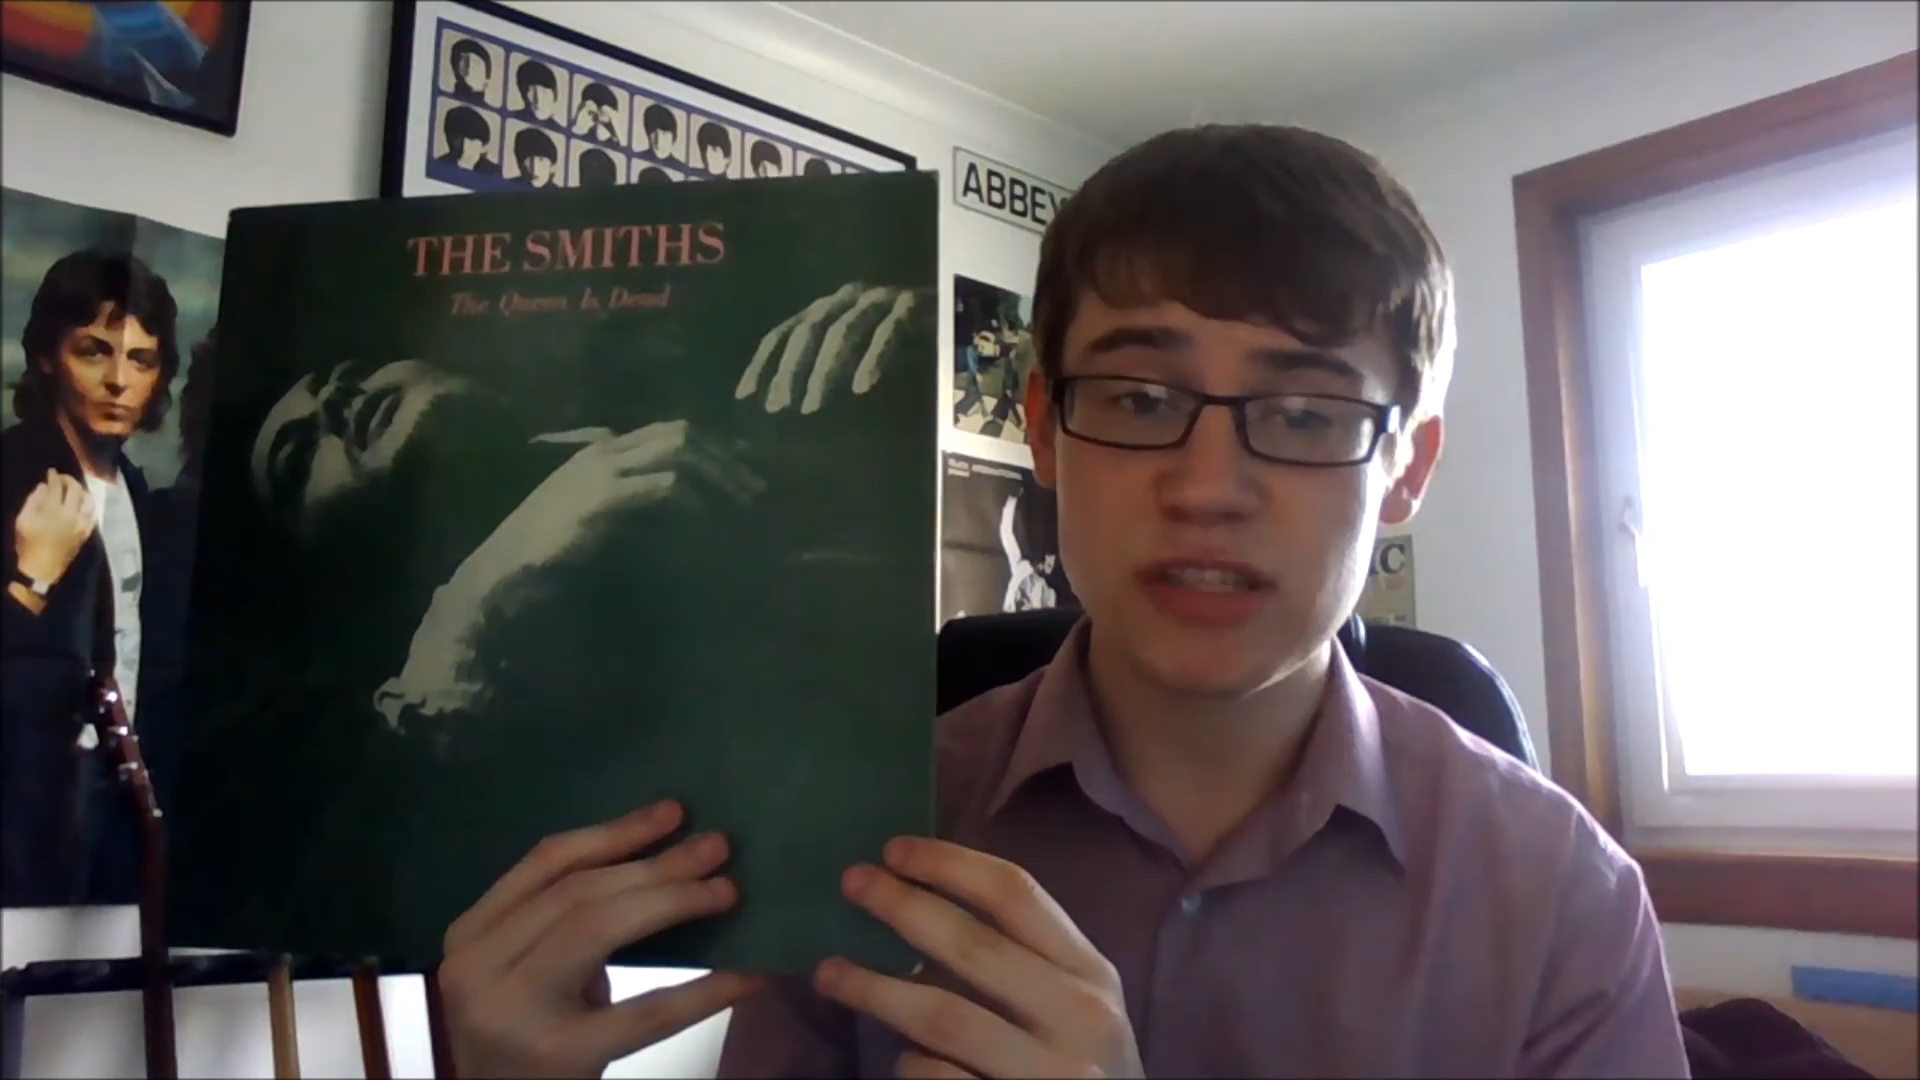 THE SMITHS
The Queen Is Dead
ABBEY